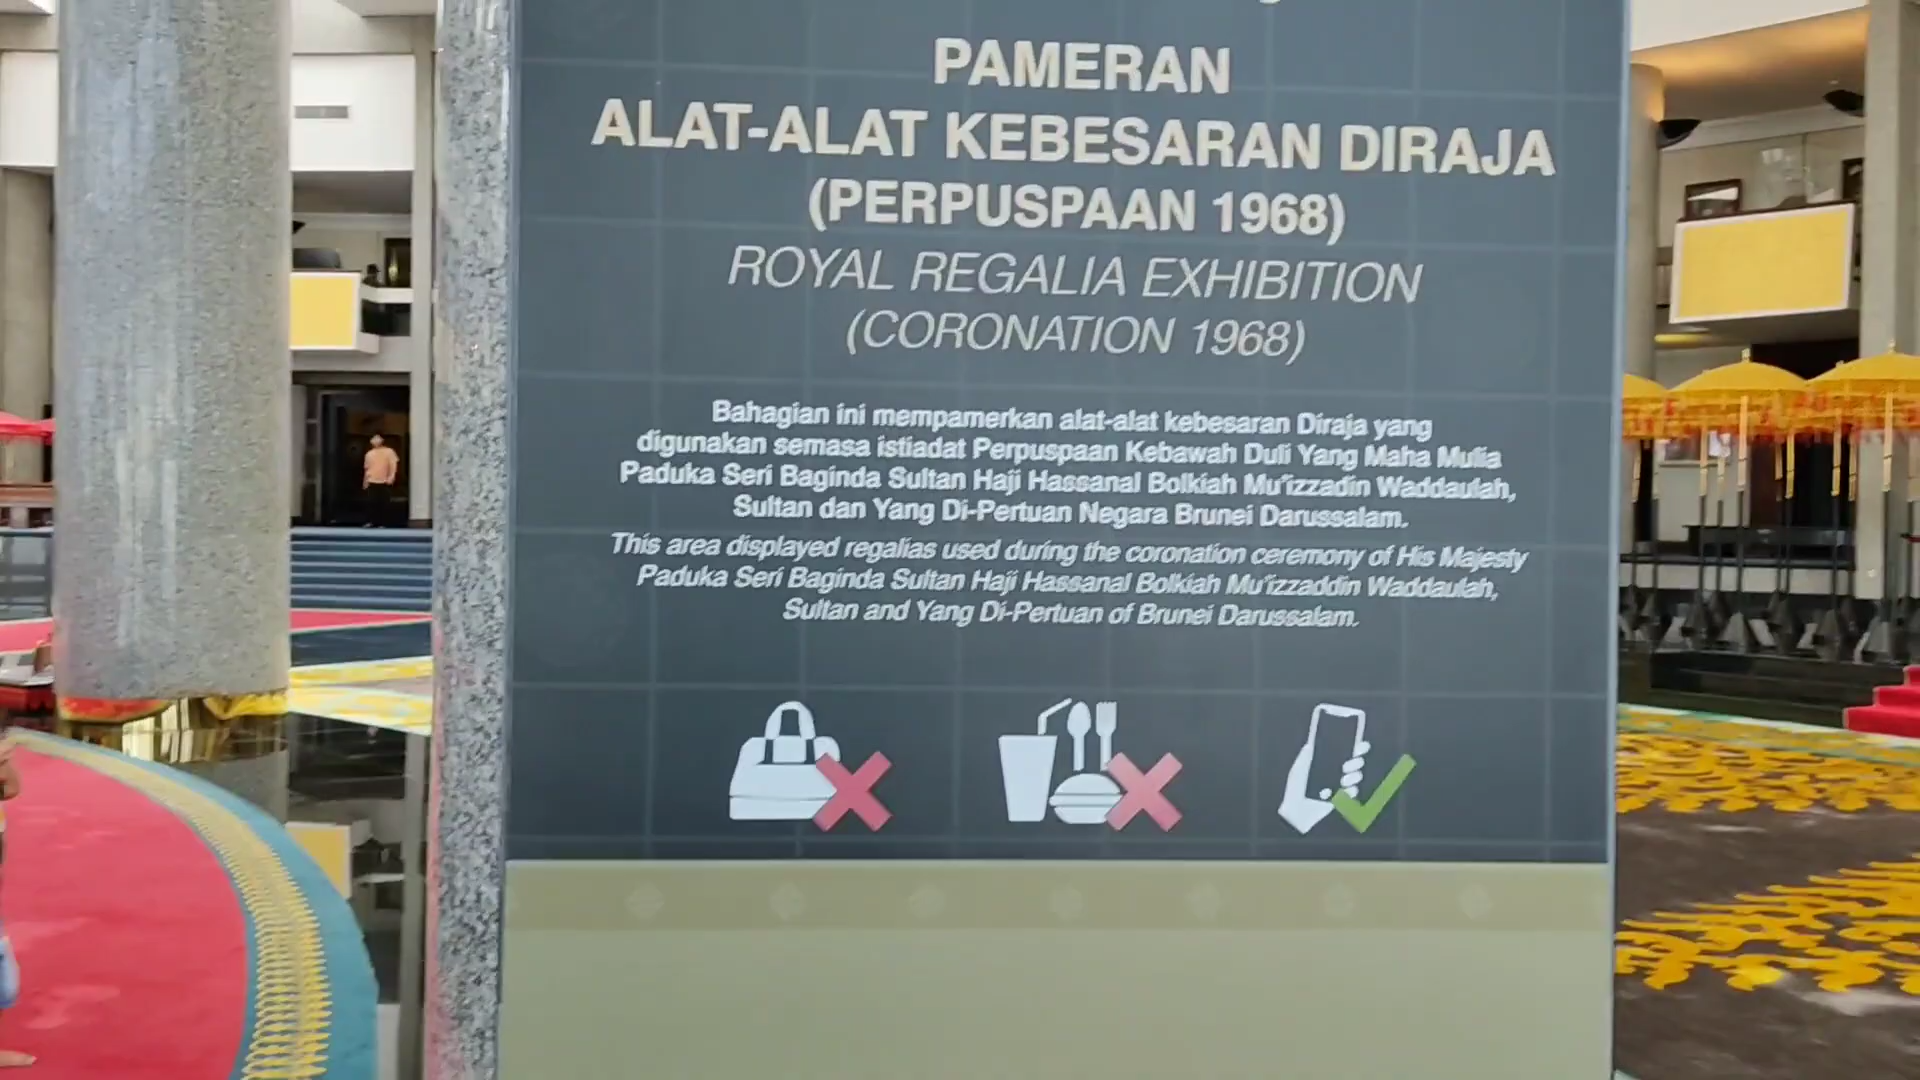 PAMERAN
ALAT-ALAT KEBESARAN DIRAJA
(PERPUSPAAN 1968)
ROYAL REGALIA EXHIBITION
(CORONATION 1968)
Bahagian ini mempamerkan alat-alat kebesaran Diraja yang
digunakan semasa istiadat Perpuspaan Kebawah Duli Yang Maha Mulia
Paduka Seri Baginda Sultan Haji Hassanal Bolkiah Mu'izzadin Waddaulah,
Sultan dan Yang Di-Pertuan Negara Brunei Darussalam.
This area displayed regalias used during the coronation ceremony of His Majesty
Paduka Seri Baginda Sultan Haji Hassanal Bolkiah Mu'izzaddin Waddaulah,
Sultan and Yang Di-Pertuan of Brunei Darussalam.